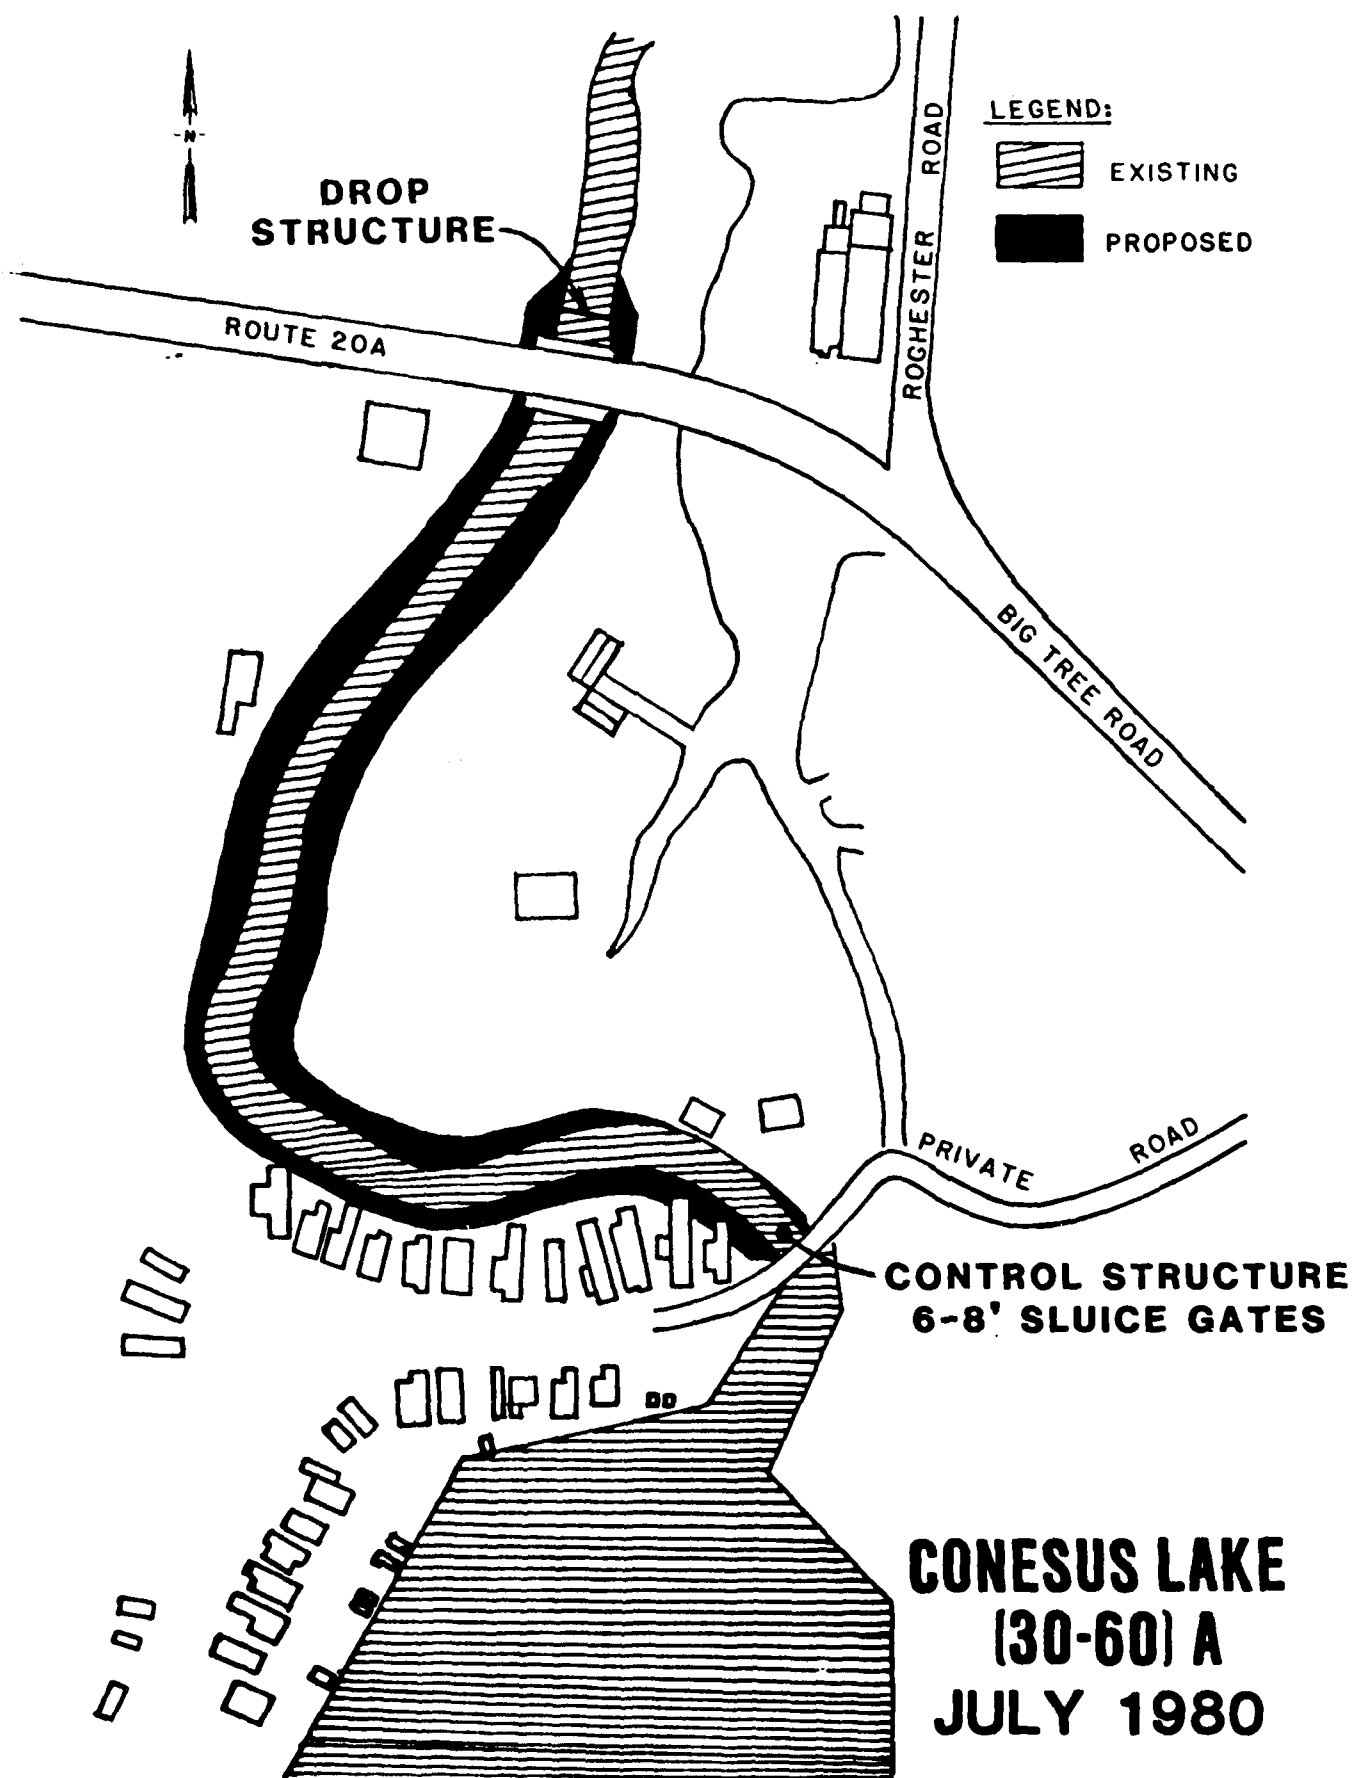 N
LEGEND:
EXISTING
PROPOSED
DROP
STRUCTURE
ROUTE 20A
ROGHESTER ROAD
BIG TREE ROAD
PRIVATE ROAD
CONTROL STRUCTURE
6-8' SLUICE GATES
CONESUS LAKE
(30-60) A
JULY 1980